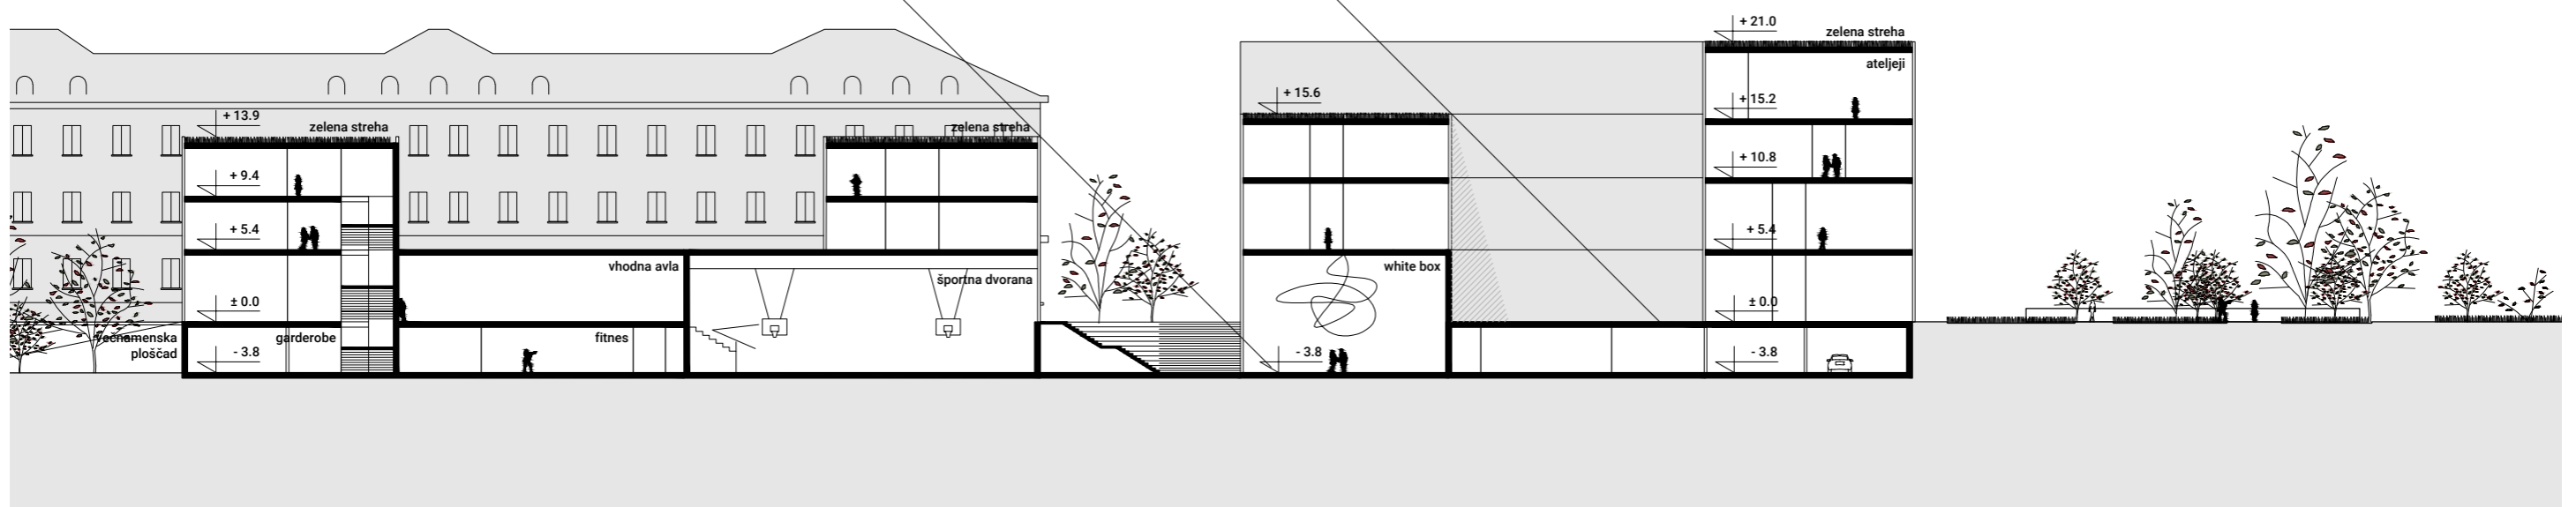 + 21.0
zelena streha
ateljeji
+ 15.6
+ 15.2
+ 13.9
zelena streha
zelena streha
+ 10.8
+ 9.4
+ 5.4
+ 5.4
vhodna avla
white box
športna dvorana
± 0.0
± 0.0
večnamenska
ploščad
garderobe
fitnes
- 3.8
- 3.8
- 3.8